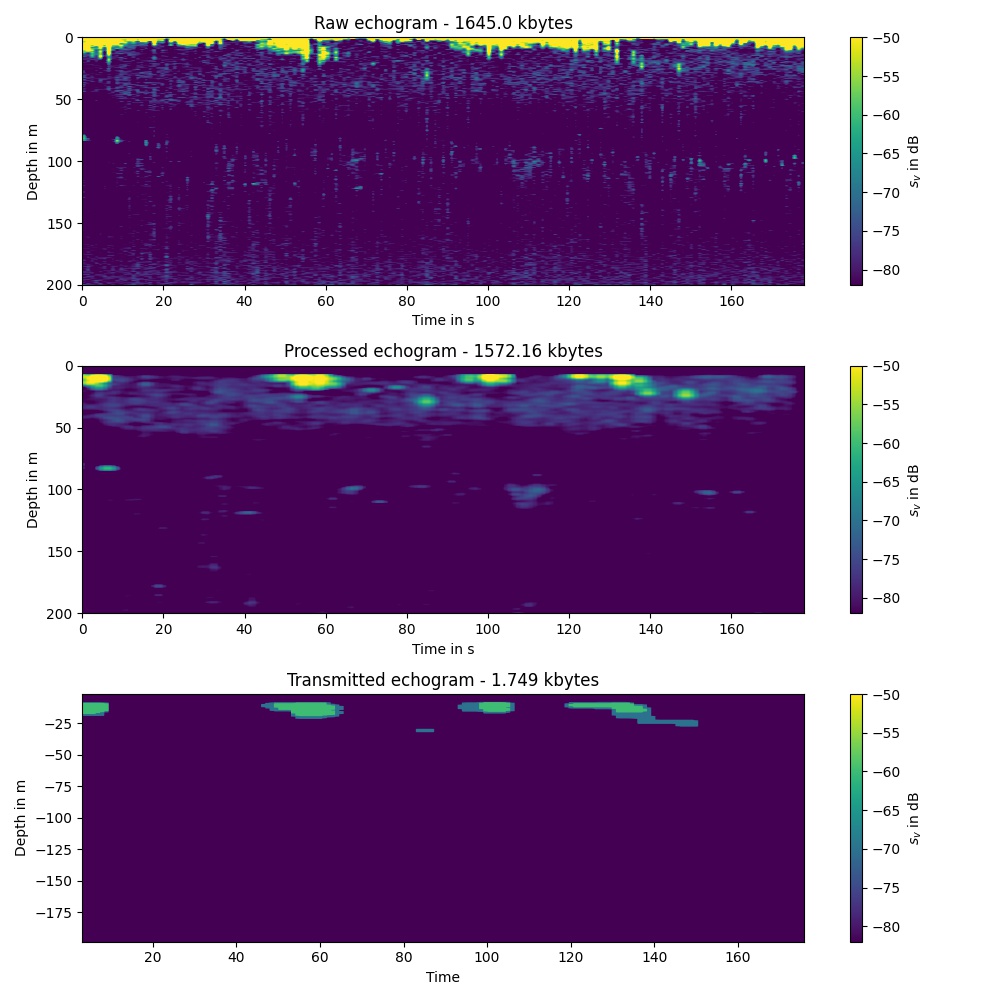 Raw echogram - 1645.0 kbytes
0
50
100
150
200
Depth in m
0 20 40 60 80 100 120 140 160
Time in s
−50
−55
−60
−65
−70
−75
−80
sv in dB
Processed echogram - 1572.16 kbytes
0
50
100
150
200
Depth in m
0 20 40 60 80 100 120 140 160
Time in s
−50
−55
−60
−65
−70
−75
−80
sv in dB
Transmitted echogram - 1.749 kbytes
−25
−50
−75
−100
−125
−150
−175
Depth in m
20 40 60 80 100 120 140 160
Time
−50
−55
−60
−65
−70
−75
−80
sv in dB